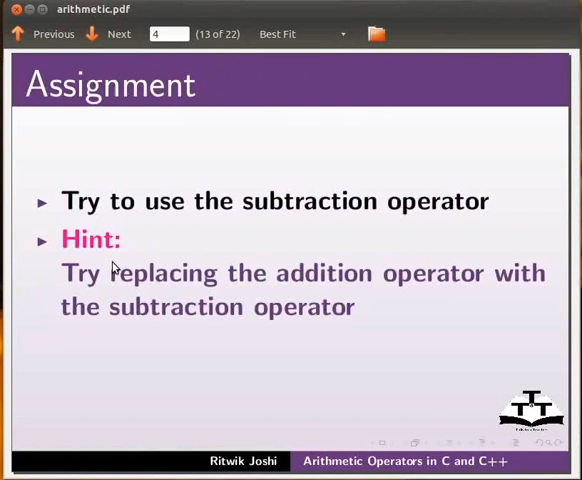 arithmetic.pdf
Previous Next 4 (13 of 22) Best Fit
Assignment
Try to use the subtraction operator
Hint:
Try replacing the addition operator with
the subtraction operator
TTT
Ritwik Joshi Arithmetic Operators in C and C++